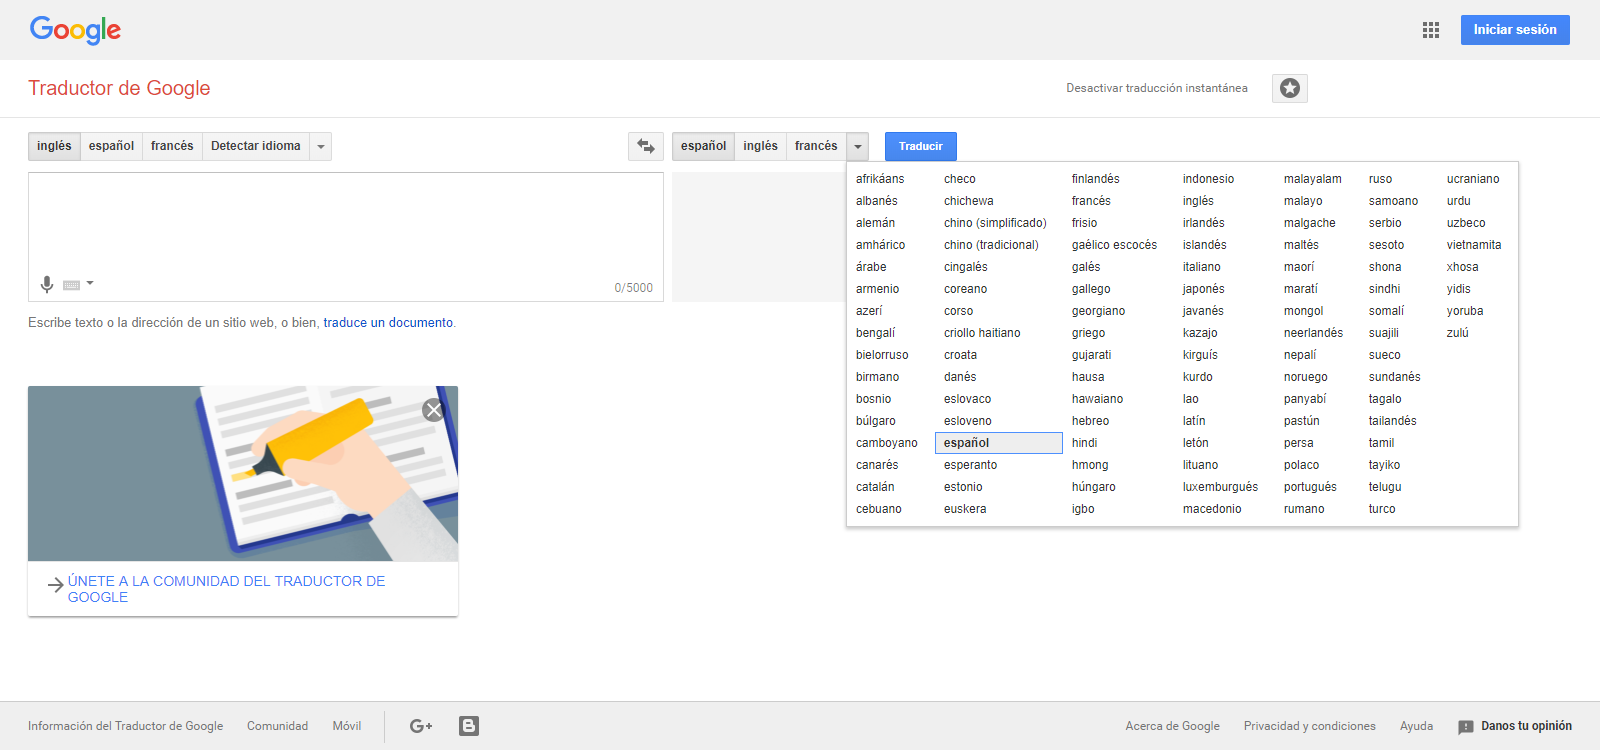 Google
Iniciar sesión
Traductor de Google
Desactivar traducción instantánea
inglés español francés Detectar idioma
español inglés francés Traducir
0/5000
Escribe texto o la dirección de un sitio web, o bien, traduce un documento.
afrikáans checo finlandés indonesio malayalam ruso ucraniano
albanés chichewa francés inglés malayo samoano urdu
alemán chino (simplificado) frisio irlandés malgache serbio uzbeco
amhárico chino (tradicional) gaélico escocés islandés maltés sesoto vietnamita
árabe cingalés galés italiano maorí shona xhosa
armenio coreano gallego japonés maratí sindhi yidis
azerí corso georgiano javanés mongol somalí yoruba
bengalí criollo haitiano griego kazajo neerlandés suajili zulú
bielorruso croata gujarati kirguís nepalí sueco
birmano danés hausa kurdo noruego sundanés
bosnio eslovaco hawaiano lao panyabí tagalo
búlgaro esloveno hebreo latín pastún tailandés
camboyano español hindi letón persa tamil
canarés esperanto hmong lituano polaco tayiko
catalán estonio húngaro luxemburgués portugués telugu
cebuano euskera igbo macedonio rumano turco
ÚNETE A LA COMUNIDAD DEL TRADUCTOR DE
GOOGLE
Información del Traductor de Google Comunidad Móvil G+
Acerca de Google Privacidad y condiciones Ayuda Danos tu opinión